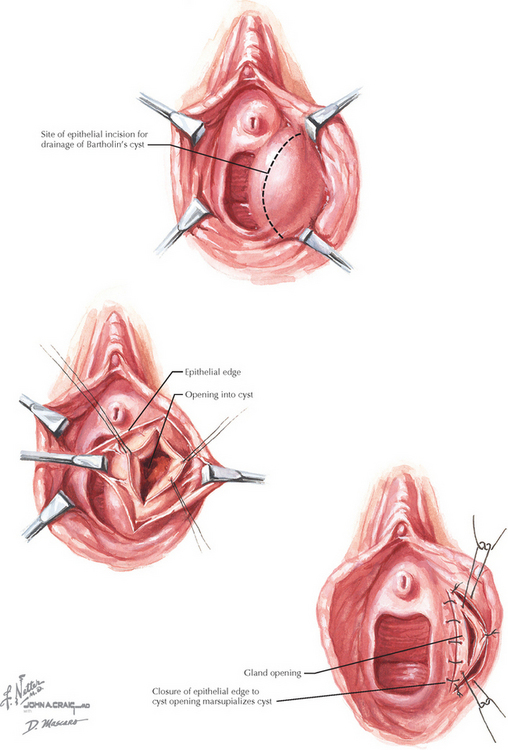 Site of epithelial incision for
drainage of Bartholin's cyst
Epithelial edge
Opening into cyst
Gland opening
Closure of epithelial edge to
cyst opening marsupializes cyst
F. Netter
M.D.
JOHN A. CRAIG—MD
D. Mascaro